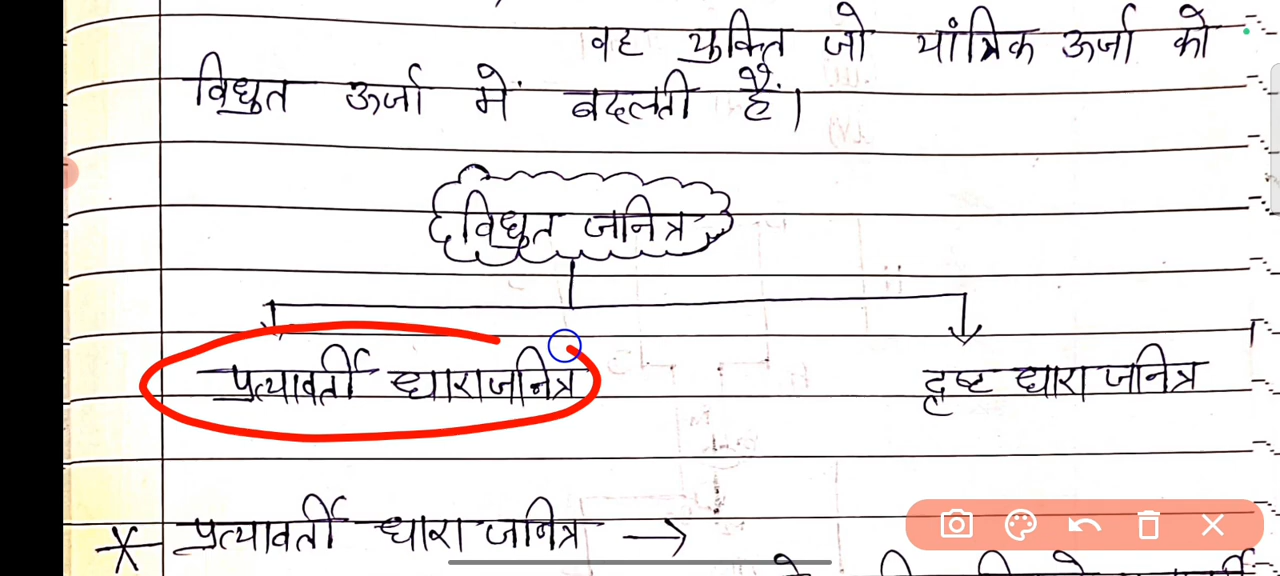 वह युक्ति जो यांत्रिक ऊर्जा को
विधुत ऊर्जा में बदलती हैं।
विधुत जनित्र
प्रत्यावर्ती धारा जनित्र
दृष्ट धारा जनित्र
* प्रत्यावर्ती धारा जनित्र →